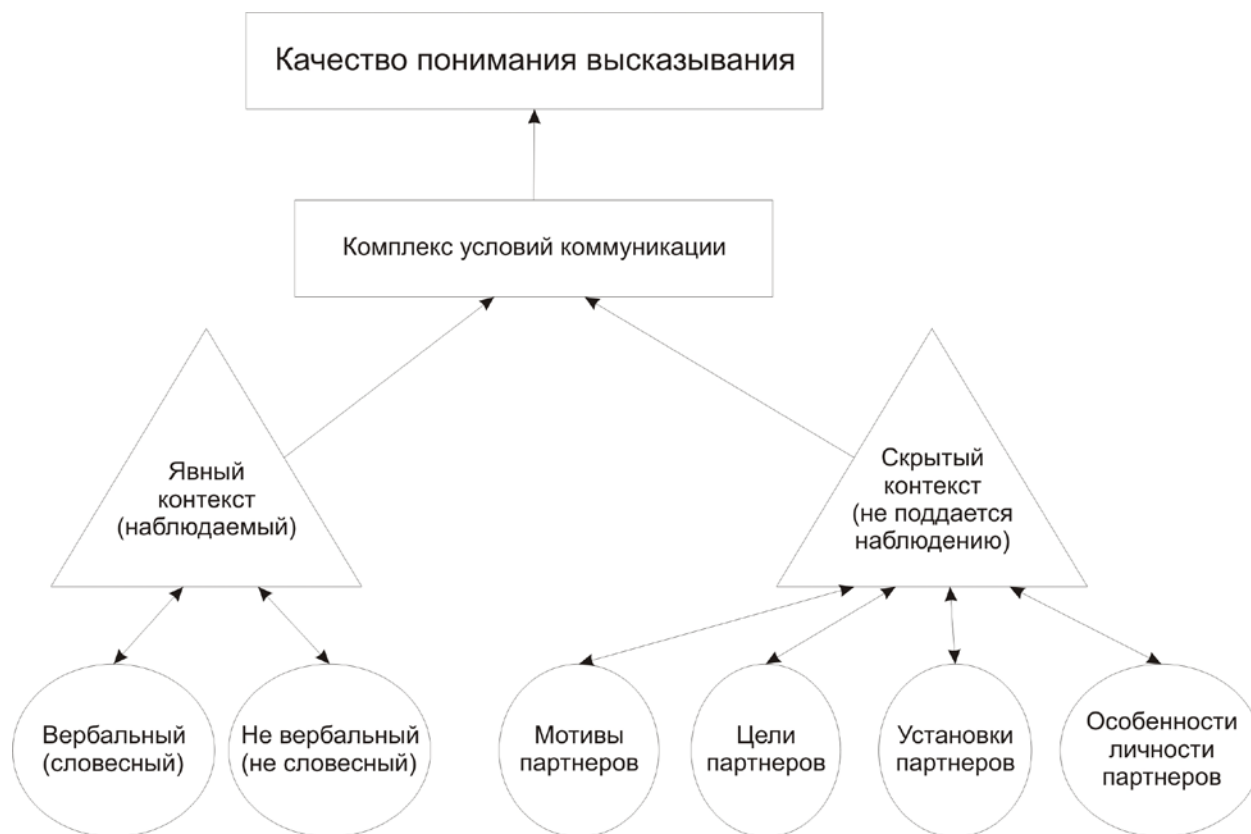 Качество понимания высказывания
Комплекс условий коммуникации
Явный
контекст
(наблюдаемый)
Скрытый
контекст
(не поддается
наблюдению)
Вербальный
(словесный)
Не вербальный
(не словесный)
Мотивы
партнеров
Цели
партнеров
Установки
партнеров
Особенности
личности
партнеров